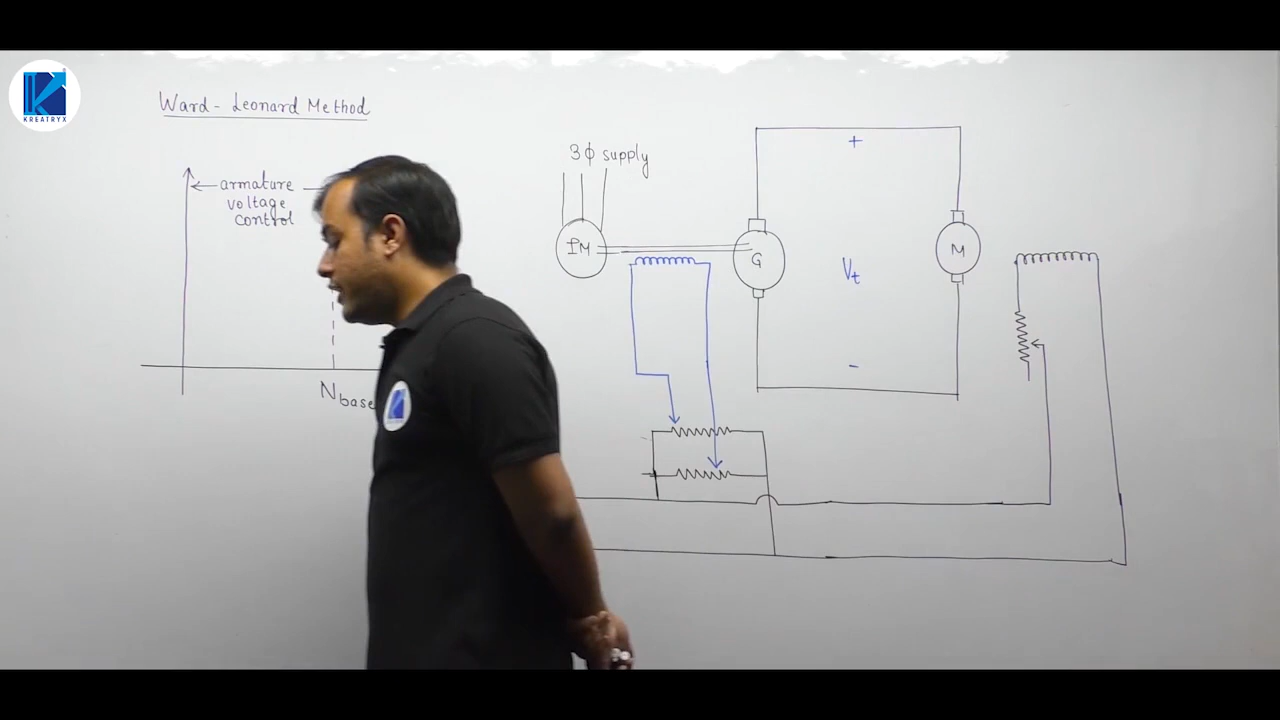 KREATRYX
Ward - Leonard Method
armature
voltage
control
N base
3ϕ supply
IM
G
+
Vt
-
M